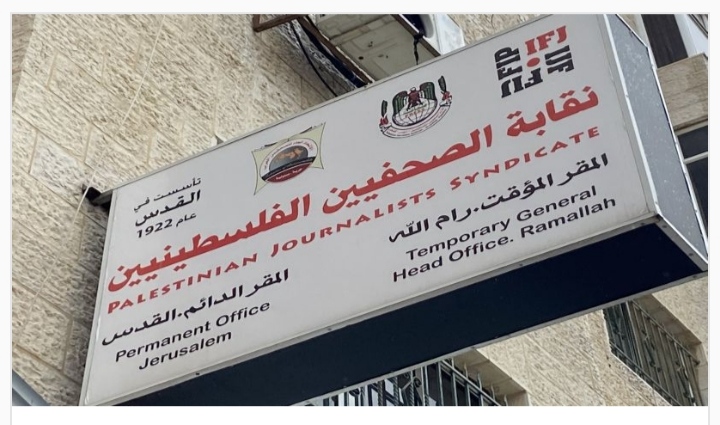 IFJ
FIP
FIJ
تأسست في
القدس
عام 1922
نقابة الصحفيين الفلسطينيين
PALESTINIAN JOURNALISTS SYNDICATE
المقر المؤقت.رام الله
Temporary General
Head Office. Ramallah
المقر الدائم.القدس
Permanent Office
Jerusalem